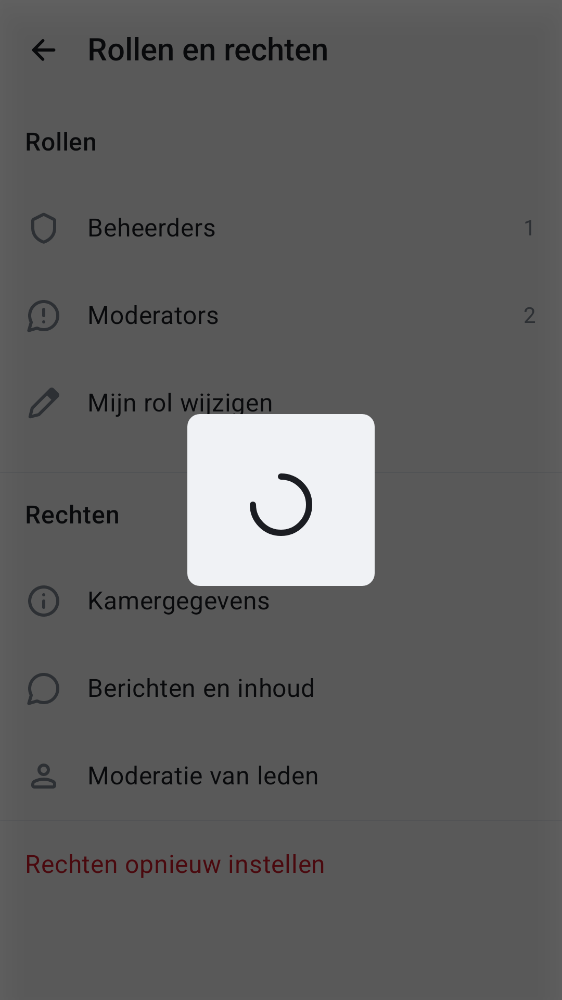 Rollen en rechten
Rollen
Beheerders 1
Moderators 2
Mijn rol wijzigen
Rechten
Kamergegevens
Berichten en inhoud
Moderatie van leden
Rechten opnieuw instellen